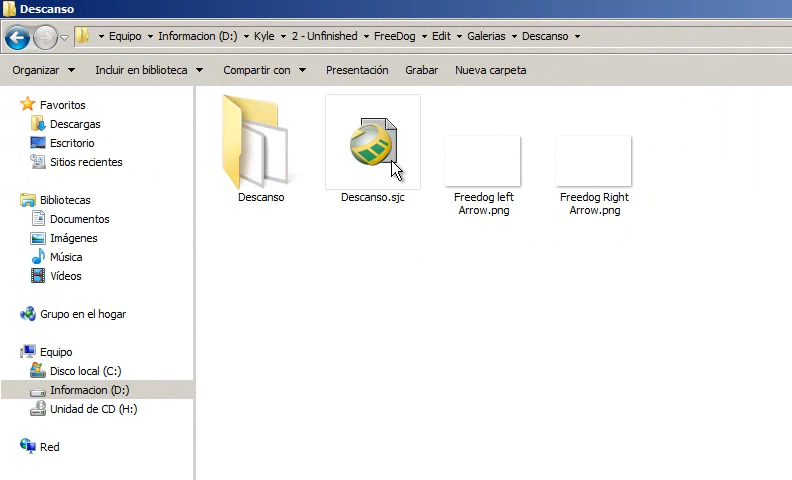 Descanso
Equipo Informacion (D:) Kyle 2 - Unfinished FreeDog Edit Galerias Descanso
Organizar Incluir en biblioteca Compartir con Presentación Grabar Nueva carpeta
Favoritos
Descargas
Escritorio
Sitios recientes
Bibliotecas
Documentos
Imágenes
Música
Vídeos
Grupo en el hogar
Equipo
Disco local (C:)
Informacion (D:)
Unidad de CD (H:)
Red
Descanso
Descanso.sjc
Freedog left
Arrow.png
Freedog Right
Arrow.png